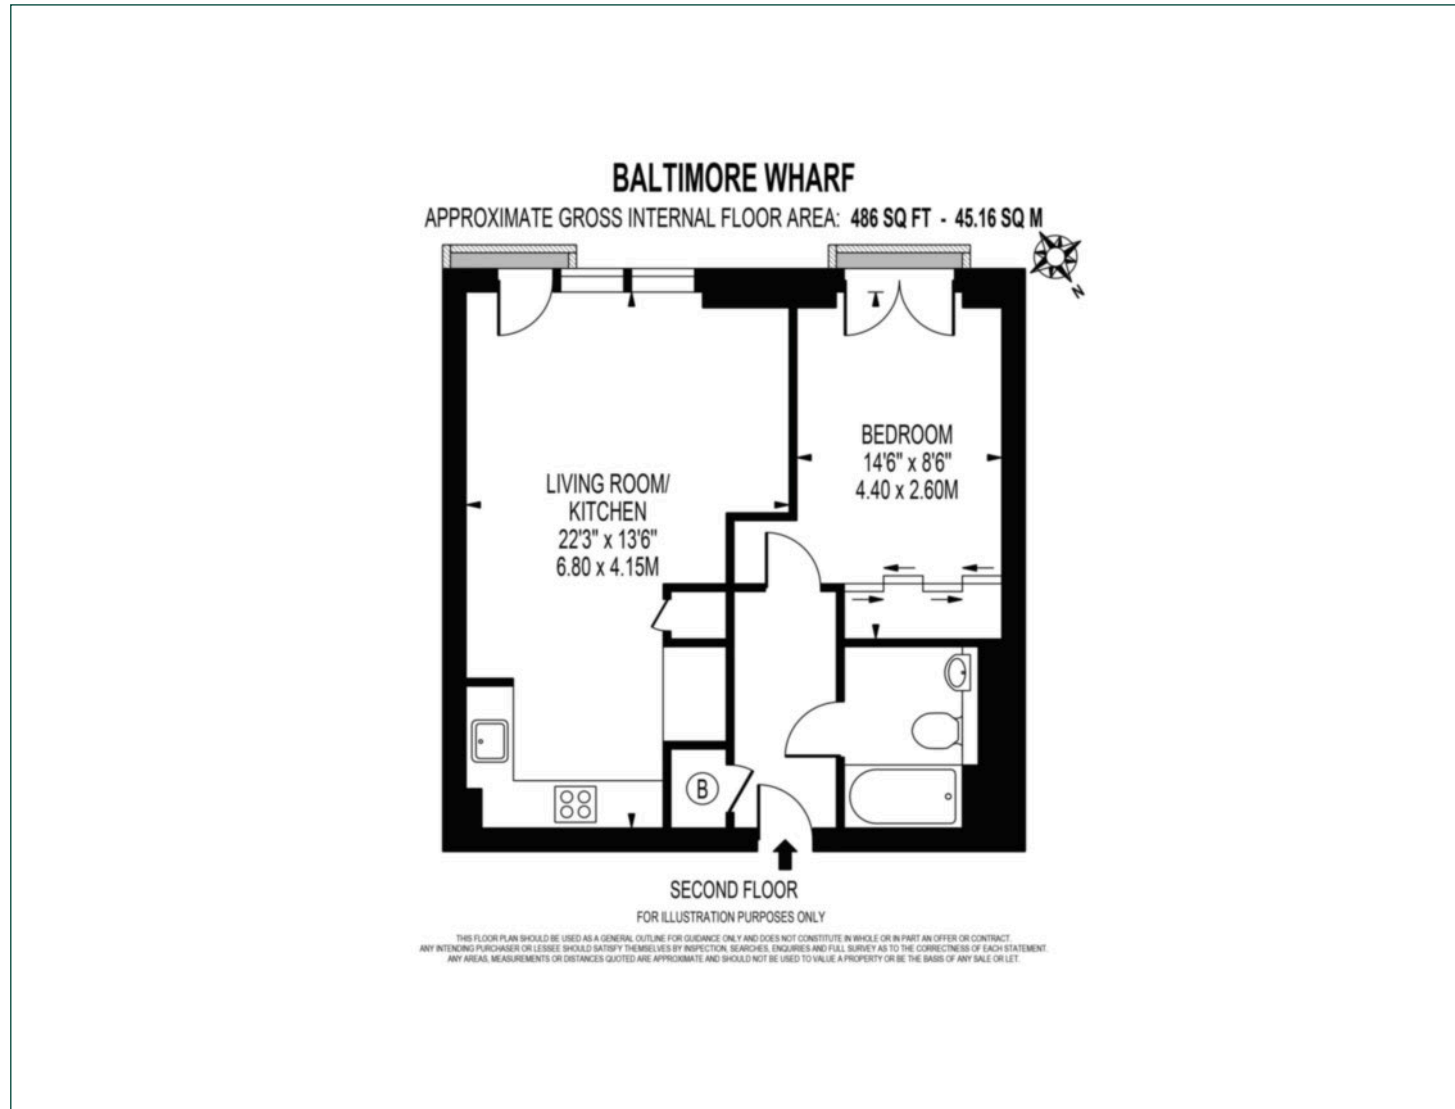 BALTIMORE WHARF
APPROXIMATE GROSS INTERNAL FLOOR AREA: 486 SQ FT - 45.16 SQ M
N
BEDROOM
14'6" x 8'6"
4.40 x 2.60M
LIVING ROOM/
KITCHEN
22'3" x 13'6"
6.80 x 4.15M
B
SECOND FLOOR
FOR ILLUSTRATION PURPOSES ONLY
THIS FLOOR PLAN SHOULD BE USED AS A GENERAL OUTLINE FOR GUIDANCE ONLY AND DOES NOT CONSTITUTE IN WHOLE OR IN PART AN OFFER OR CONTRACT.
ANY INTENDING PURCHASER OR LESSEE SHOULD SATISFY THEMSELVES BY INSPECTION, SEARCHES, ENQUIRIES AND FULL SURVEY AS TO THE CORRECTNESS OF EACH STATEMENT.
ANY AREAS, MEASUREMENTS OR DISTANCES QUOTED ARE APPROXIMATE AND SHOULD NOT BE USED TO VALUE A PROPERTY OR BE THE BASIS OF ANY SALE OR LET.